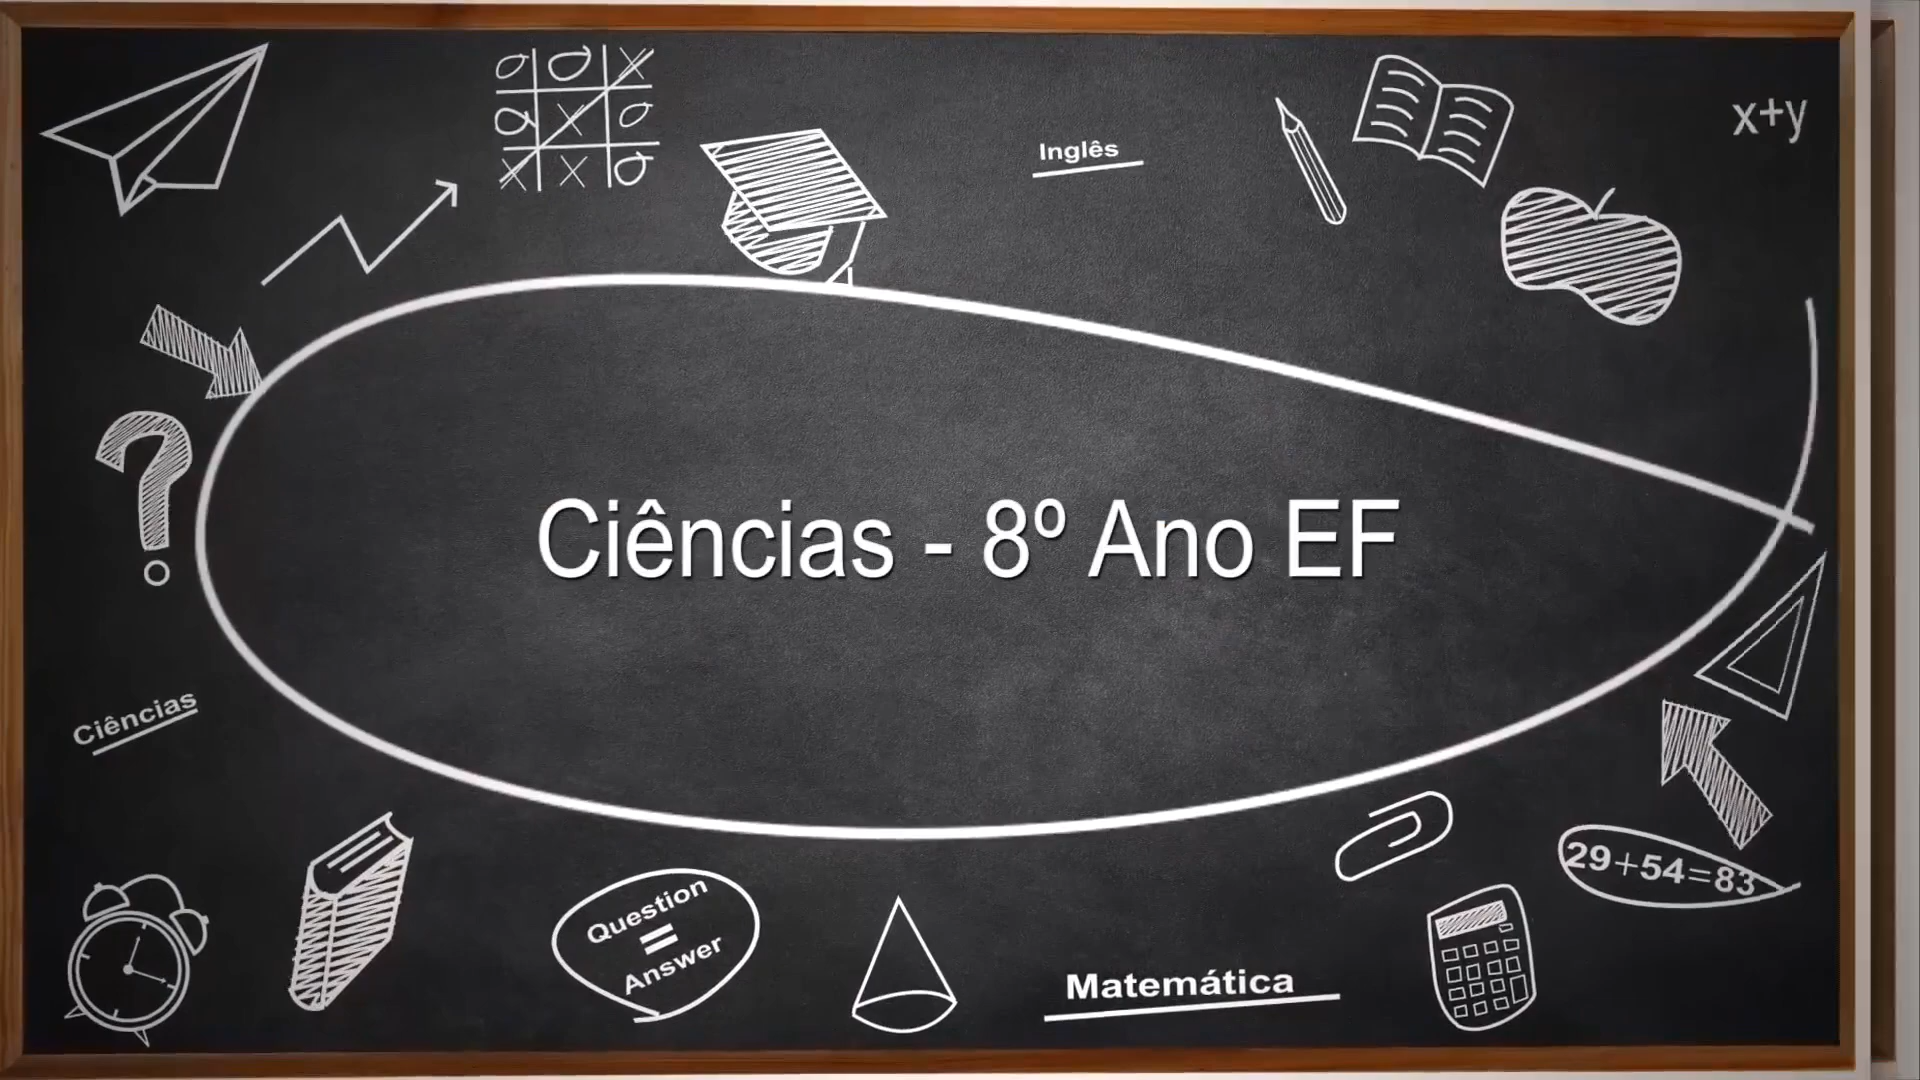 Inglês
x+y
Ciências - 8º Ano EF
Ciências
29+54=83
Question
=
Answer
Matemática